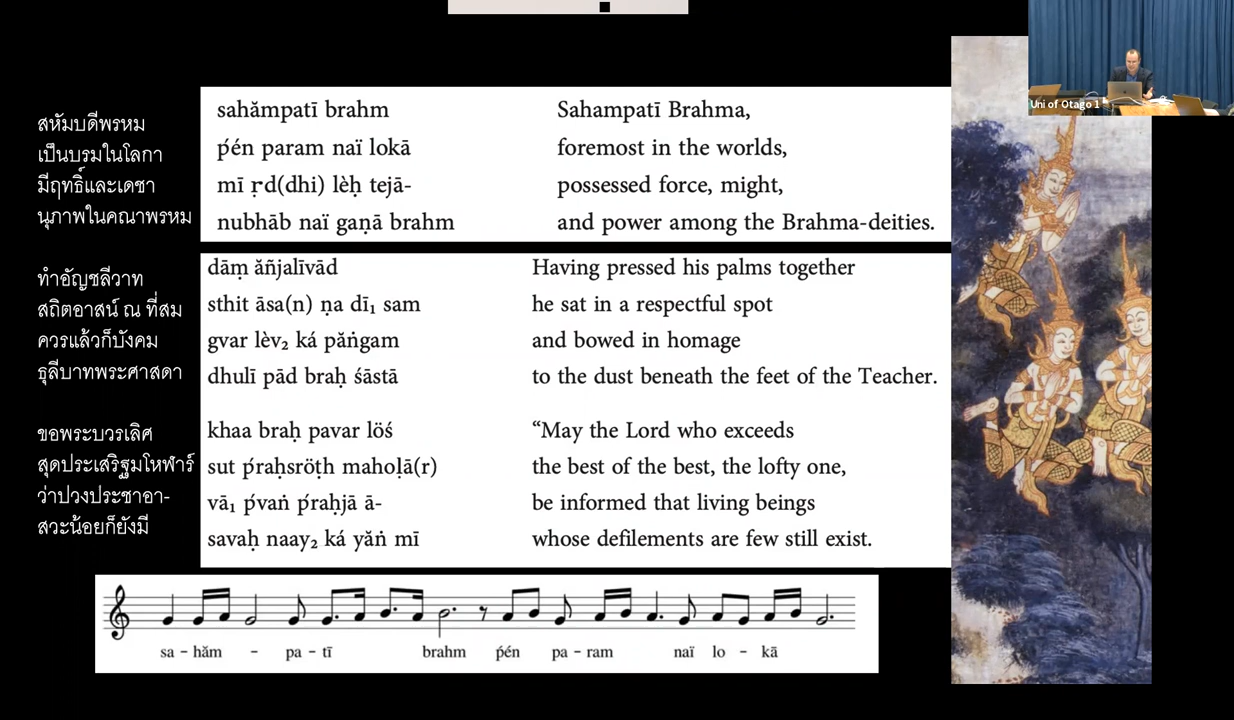 Uni of Otago 1
สหัมบดีพรหม
เป็นบรมในโลกา
มีฤทธิ์และเดชา
นุภาพในคณาพรหม
sahămpatī brahm
ṕén param naï lokā
mī ṛd(dhi) lèḥ tejā-
nubhāb naï gaṇā brahm
Sahampatī Brahma,
foremost in the worlds,
possessed force, might,
and power among the Brahma-deities.
ทำอัญชลีวาท
สถิตอาสน์ ณ ที่สม
ควรแล้วก็บังคม
ธุลีบาทพระศาสดา
dāṃ ăñjalīvād
sthit āsa(n) ṇa dī₁ sam
gvar lèv₂ ká păṅgam
dhulī pād braḥ śāstā
Having pressed his palms together
he sat in a respectful spot
and bowed in homage
to the dust beneath the feet of the Teacher.
ขอพระบวรเลิศ
สุดประเสริฐมโหฬาร์
ว่าปวงประชาอา-
สวะน้อยก็ยังมี
khaa braḥ pavar löś
sut ṕraḥsröṭh mahoḷā(r)
vā₁ ṕvaṅ ṕraḥjā ā-
savaḥ naay₂ ká yăṅ mī
“May the Lord who exceeds
the best of the best, the lofty one,
be informed that living beings
whose defilements are few still exist.
sa - hăm - pa - tī brahm ṕén pa - ram naï lo - kā